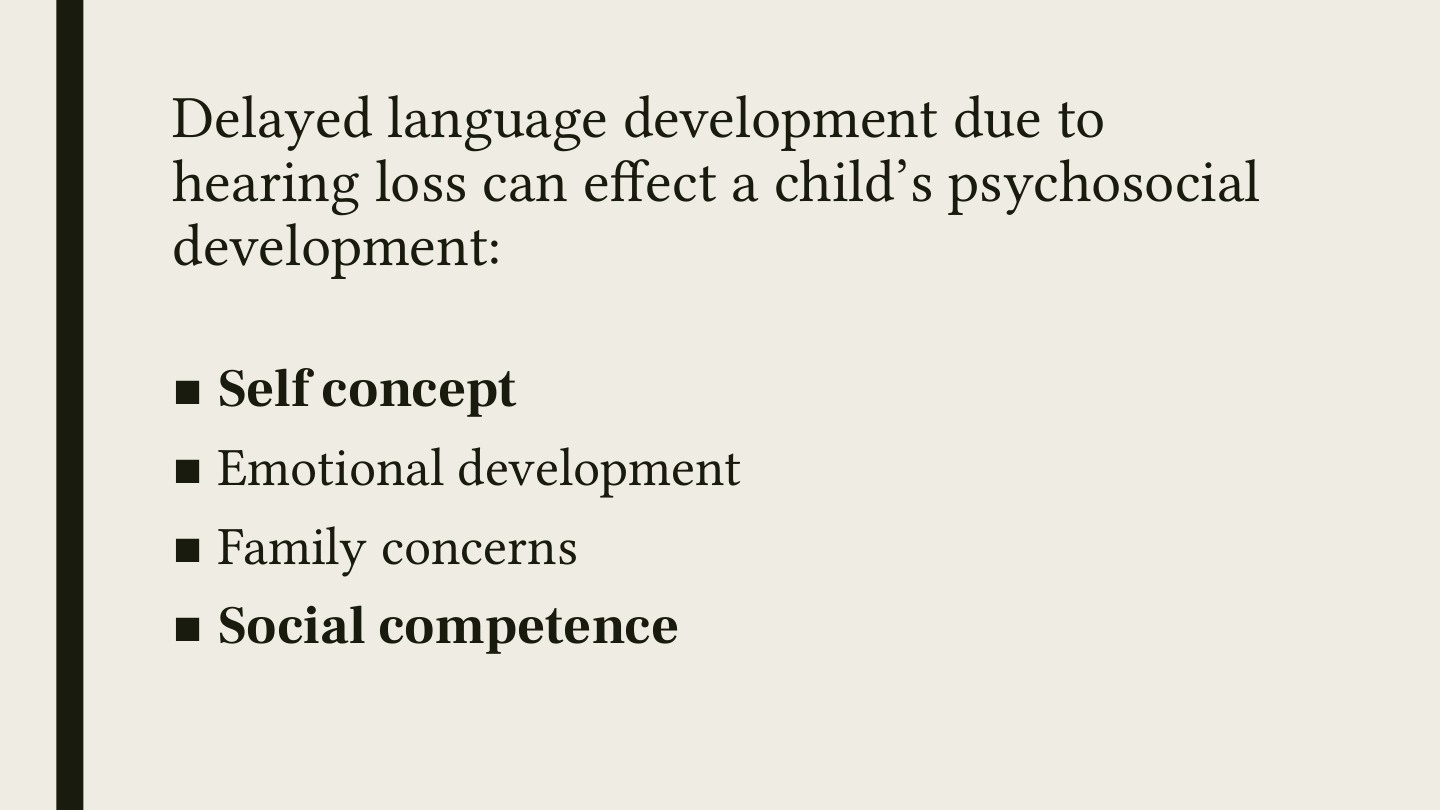 Delayed language development due to
hearing loss can effect a child’s psychosocial
development:
■ Self concept
■ Emotional development
■ Family concerns
■ Social competence